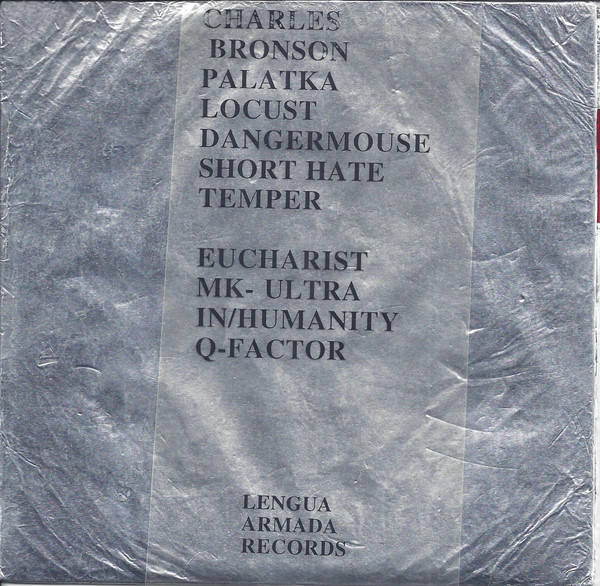 CHARLES
BRONSON
PALATKA
LOCUST
DANGERMOUSE
SHORT HATE
TEMPER
EUCHARIST
MK- ULTRA
IN/HUMANITY
Q-FACTOR
LENGUA
ARMADA
RECORDS